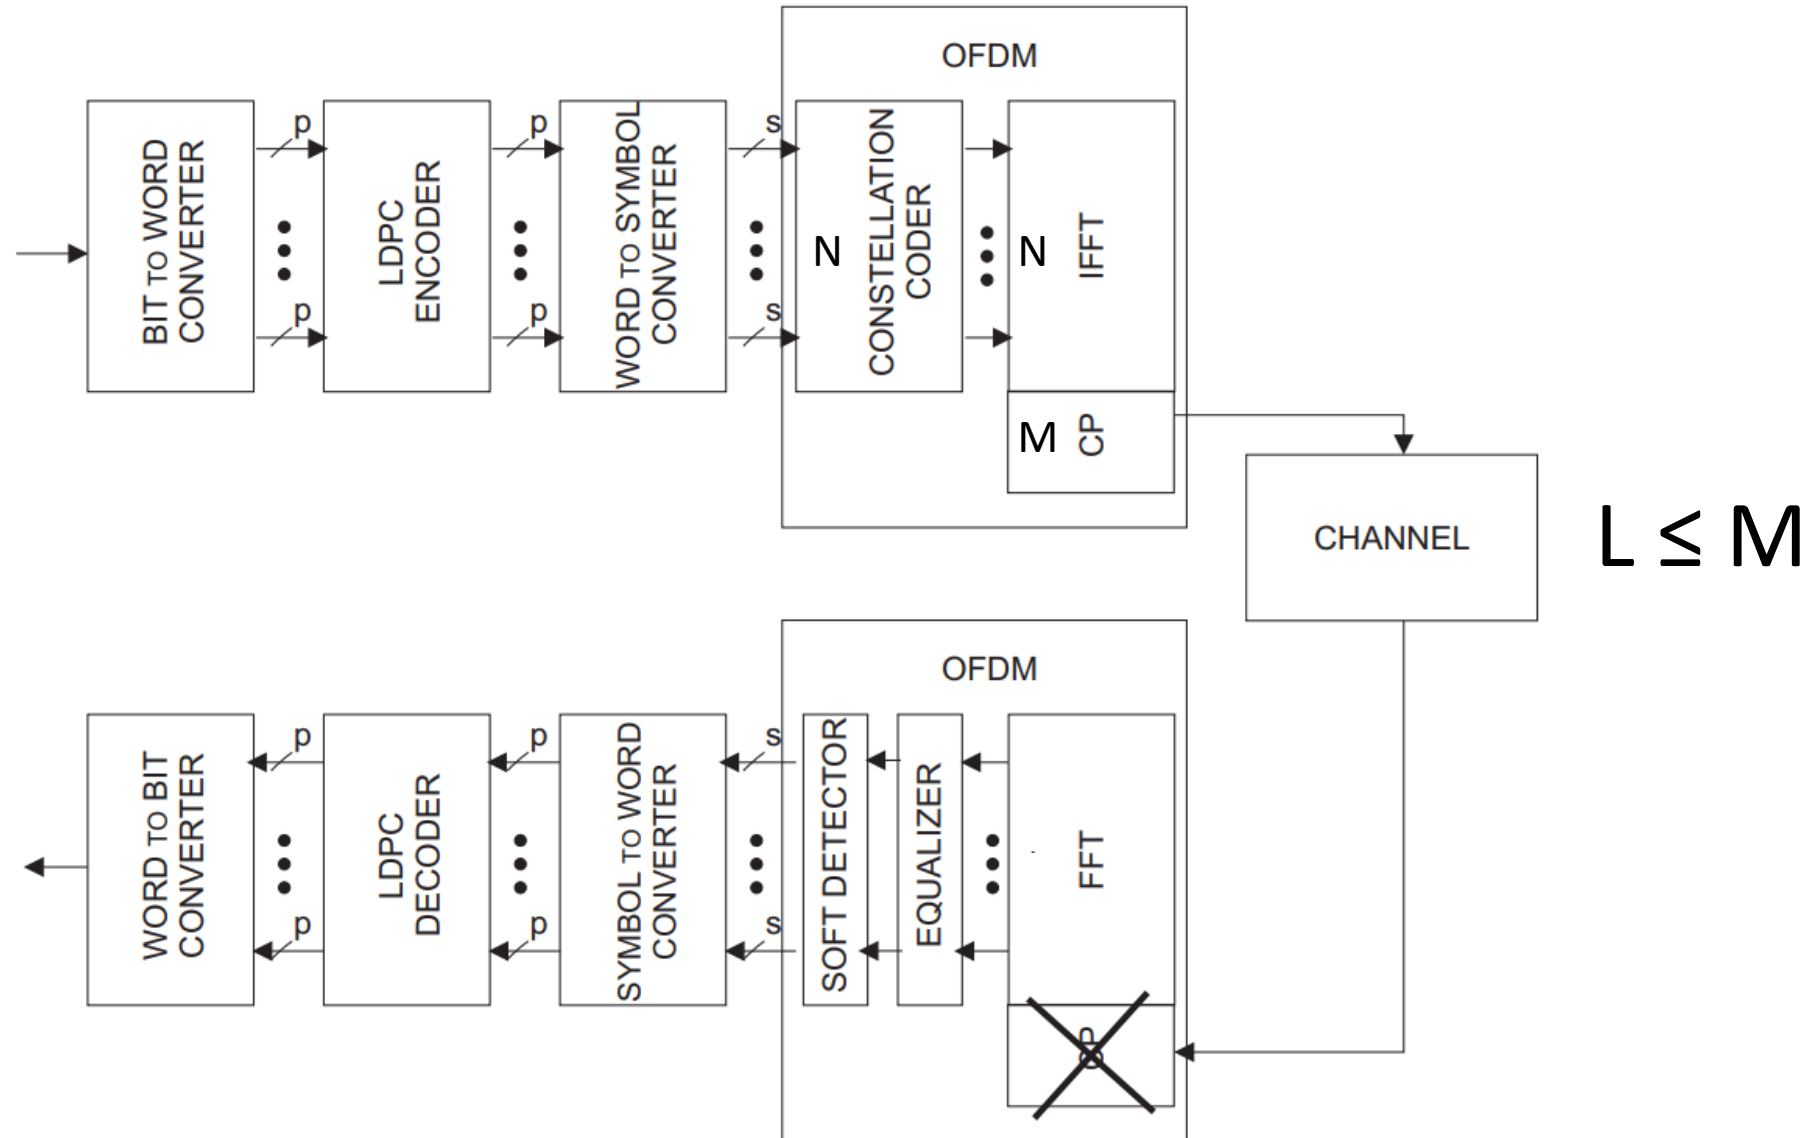 OFDM
BIT TO WORD
CONVERTER
p
p
LDPC
ENCODER
p
p
WORD TO SYMBOL
CONVERTER
s
s
N
CONSTELLATION
CODER
N
IFFT
M
CP
CHANNEL
L ≤ M
OFDM
WORD TO BIT
CONVERTER
p
p
LDPC
DECODER
p
p
SYMBOL TO WORD
CONVERTER
s
s
SOFT DETECTOR
EQUALIZER
FFT
CP